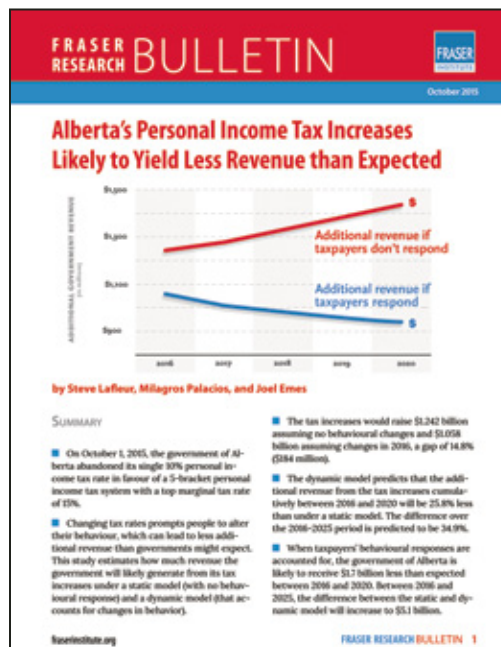 FRASER
RESEARCH BULLETIN
FRASER
INSTITUTE
October 2015
Alberta's Personal Income Tax Increases
Likely to Yield Less Revenue than Expected
ADDITIONAL GOVERNMENT REVENUE
$1,500
$1,300
$1,100
$900
$
Additional revenue if
taxpayers don't respond
Additional revenue if
taxpayers respond
$
2016 2017 2018 2019 2020
by Steve Lafleur, Milagros Palacios, and Joel Emes
SUMMARY
■ On October 1, 2015, the government of Al-
berta abandoned its single 10% personal in-
come tax rate in favour of a 5-bracket personal
income tax system with a top marginal tax rate
of 15%.
■ Changing tax rates prompts people to alter
their behaviour, which can lead to less addi-
tional revenue than governments might expect.
This study estimates how much revenue the
government will likely generate from its tax
increases under a static model (with no behav-
ioural response) and a dynamic model (that ac-
counts for changes in behavior).
■ The tax increases would raise $1.242 billion
assuming no behavioural changes and $1.058
billion assuming changes in 2016, a gap of 14.8%
($184 million).
■ The dynamic model predicts that the addi-
tional revenue from the tax increases cumula-
tively between 2016 and 2020 will be 25.8% less
than under a static model. The difference over
the 2016-2025 period is predicted to be 34.9%.
■ When taxpayers' behavioural responses are
accounted for, the government of Alberta is
likely to receive $1.7 billion less than expected
between 2016 and 2020. Between 2016 and
2025, the difference between the static and dy-
namic model will increase to $5.1 billion.
fraserinstitute.org
FRASER RESEARCH BULLETIN 1